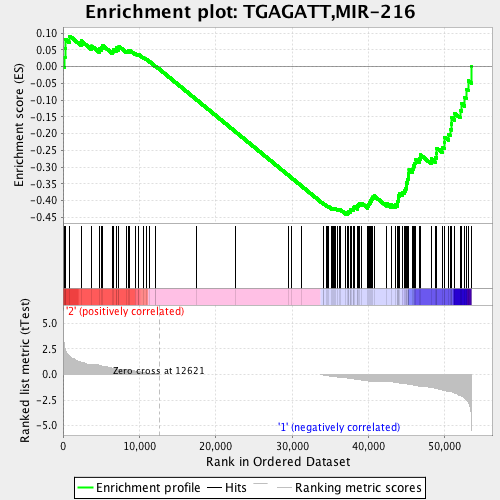 Enrichment plot: TGAGATT,MIR-216
Enrichment score (ES)
0.10
0.05
0.00
-0.05
-0.10
-0.15
-0.20
-0.25
-0.30
-0.35
-0.40
-0.45
Ranked list metric (tTest)
'2' (positively correlated)
5.0
2.5
Zero cross at 12621
0.0
-2.5
-5.0
'1' (negatively correlated)
0
10,000
20,000
30,000
40,000
50,000
Rank in Ordered Dataset
Enrichment profile
Hits
Ranking metric scores